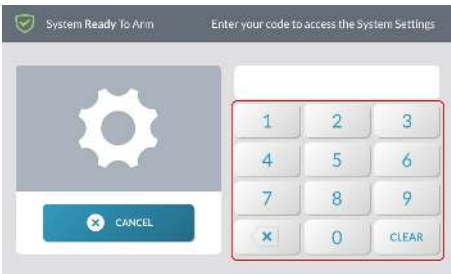 System Ready To Arm
Enter your code to access the System Settings
1 2 3
4 5 6
7 8 9
0 CLEAR
CANCEL